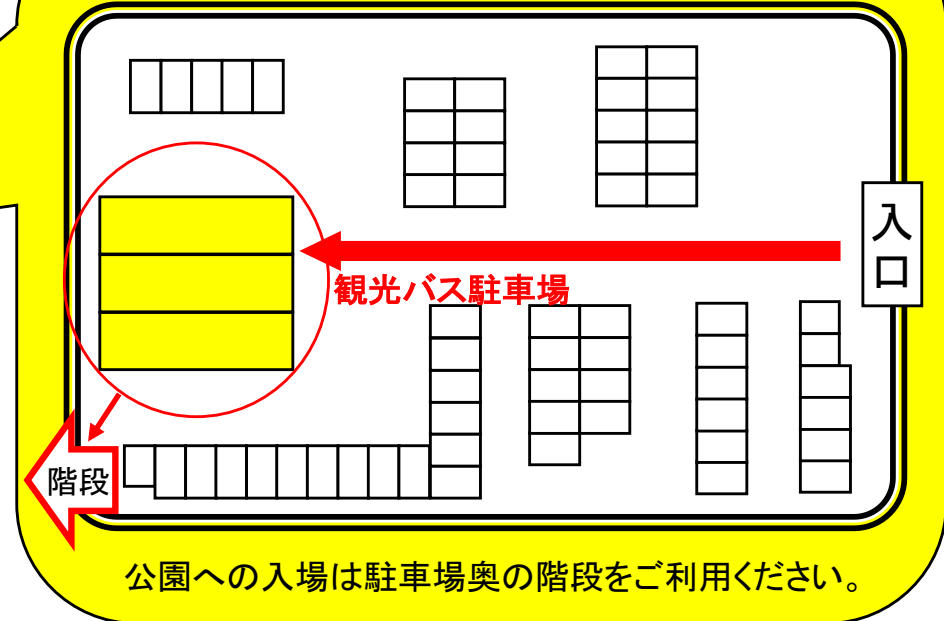 入口
観光バス駐車場
階段
公園への入場は駐車場奥の階段をご利用ください。